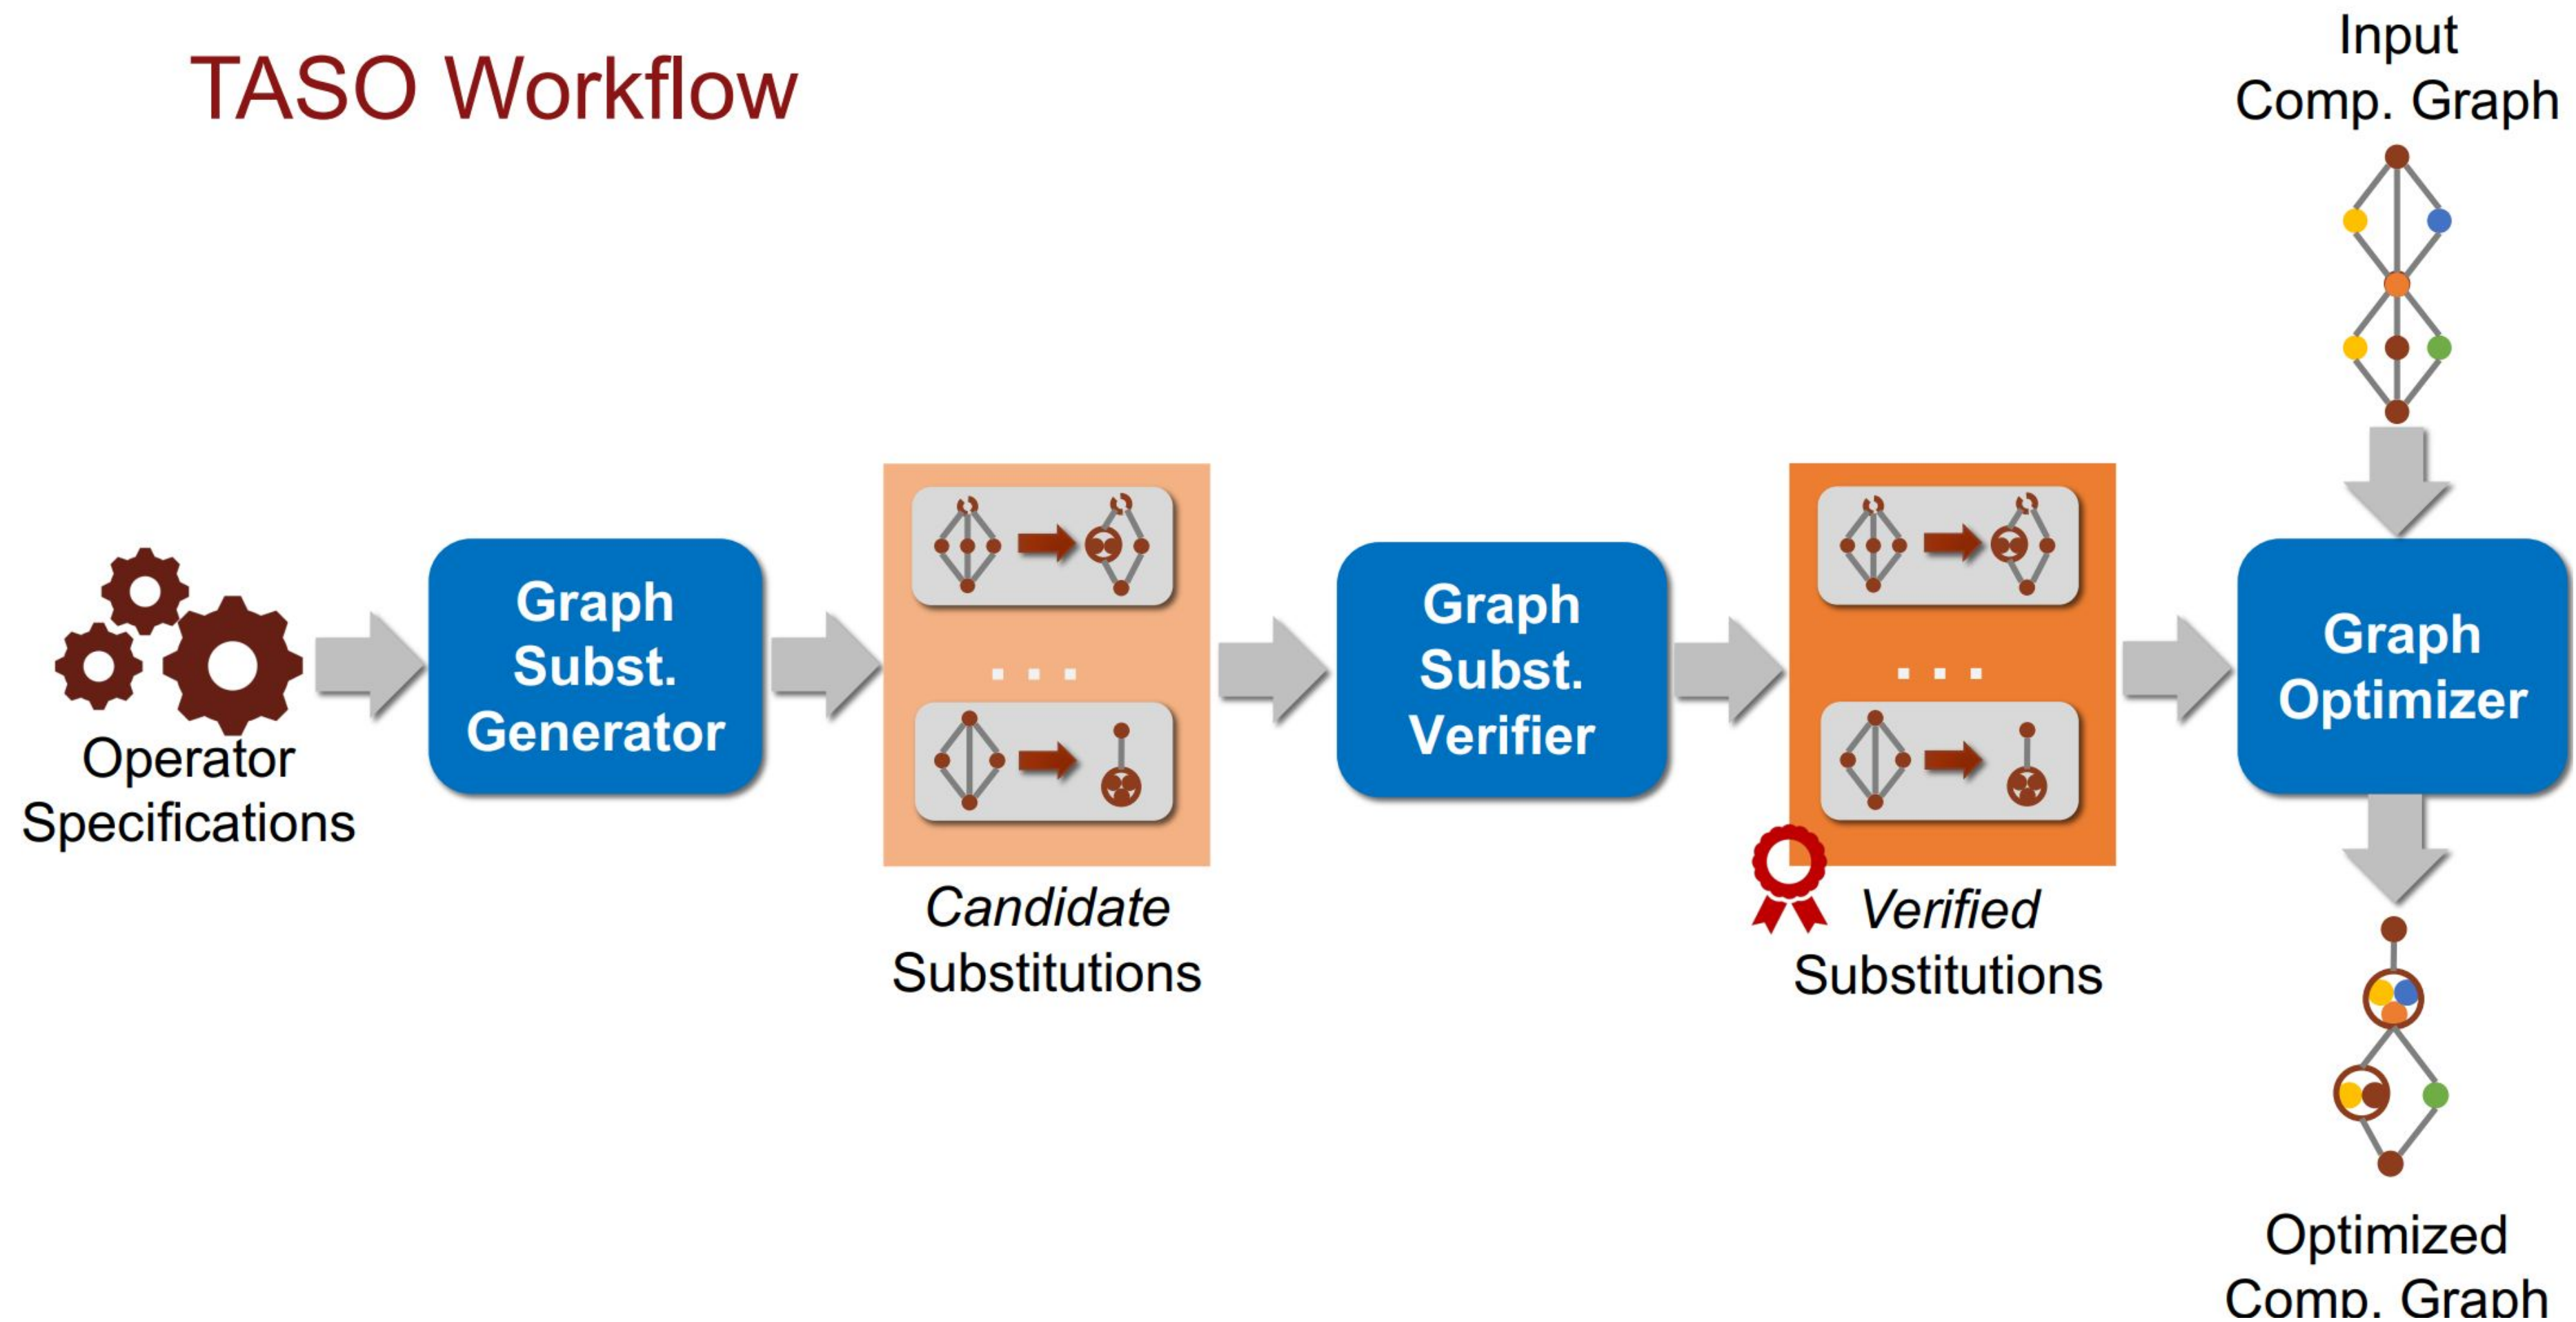 TASO Workflow
Input
Comp. Graph
Operator
Specifications
Graph
Subst.
Generator
. . .
Candidate
Substitutions
Graph
Subst.
Verifier
. . .
Verified
Substitutions
Graph
Optimizer
Optimized
Comp. Graph